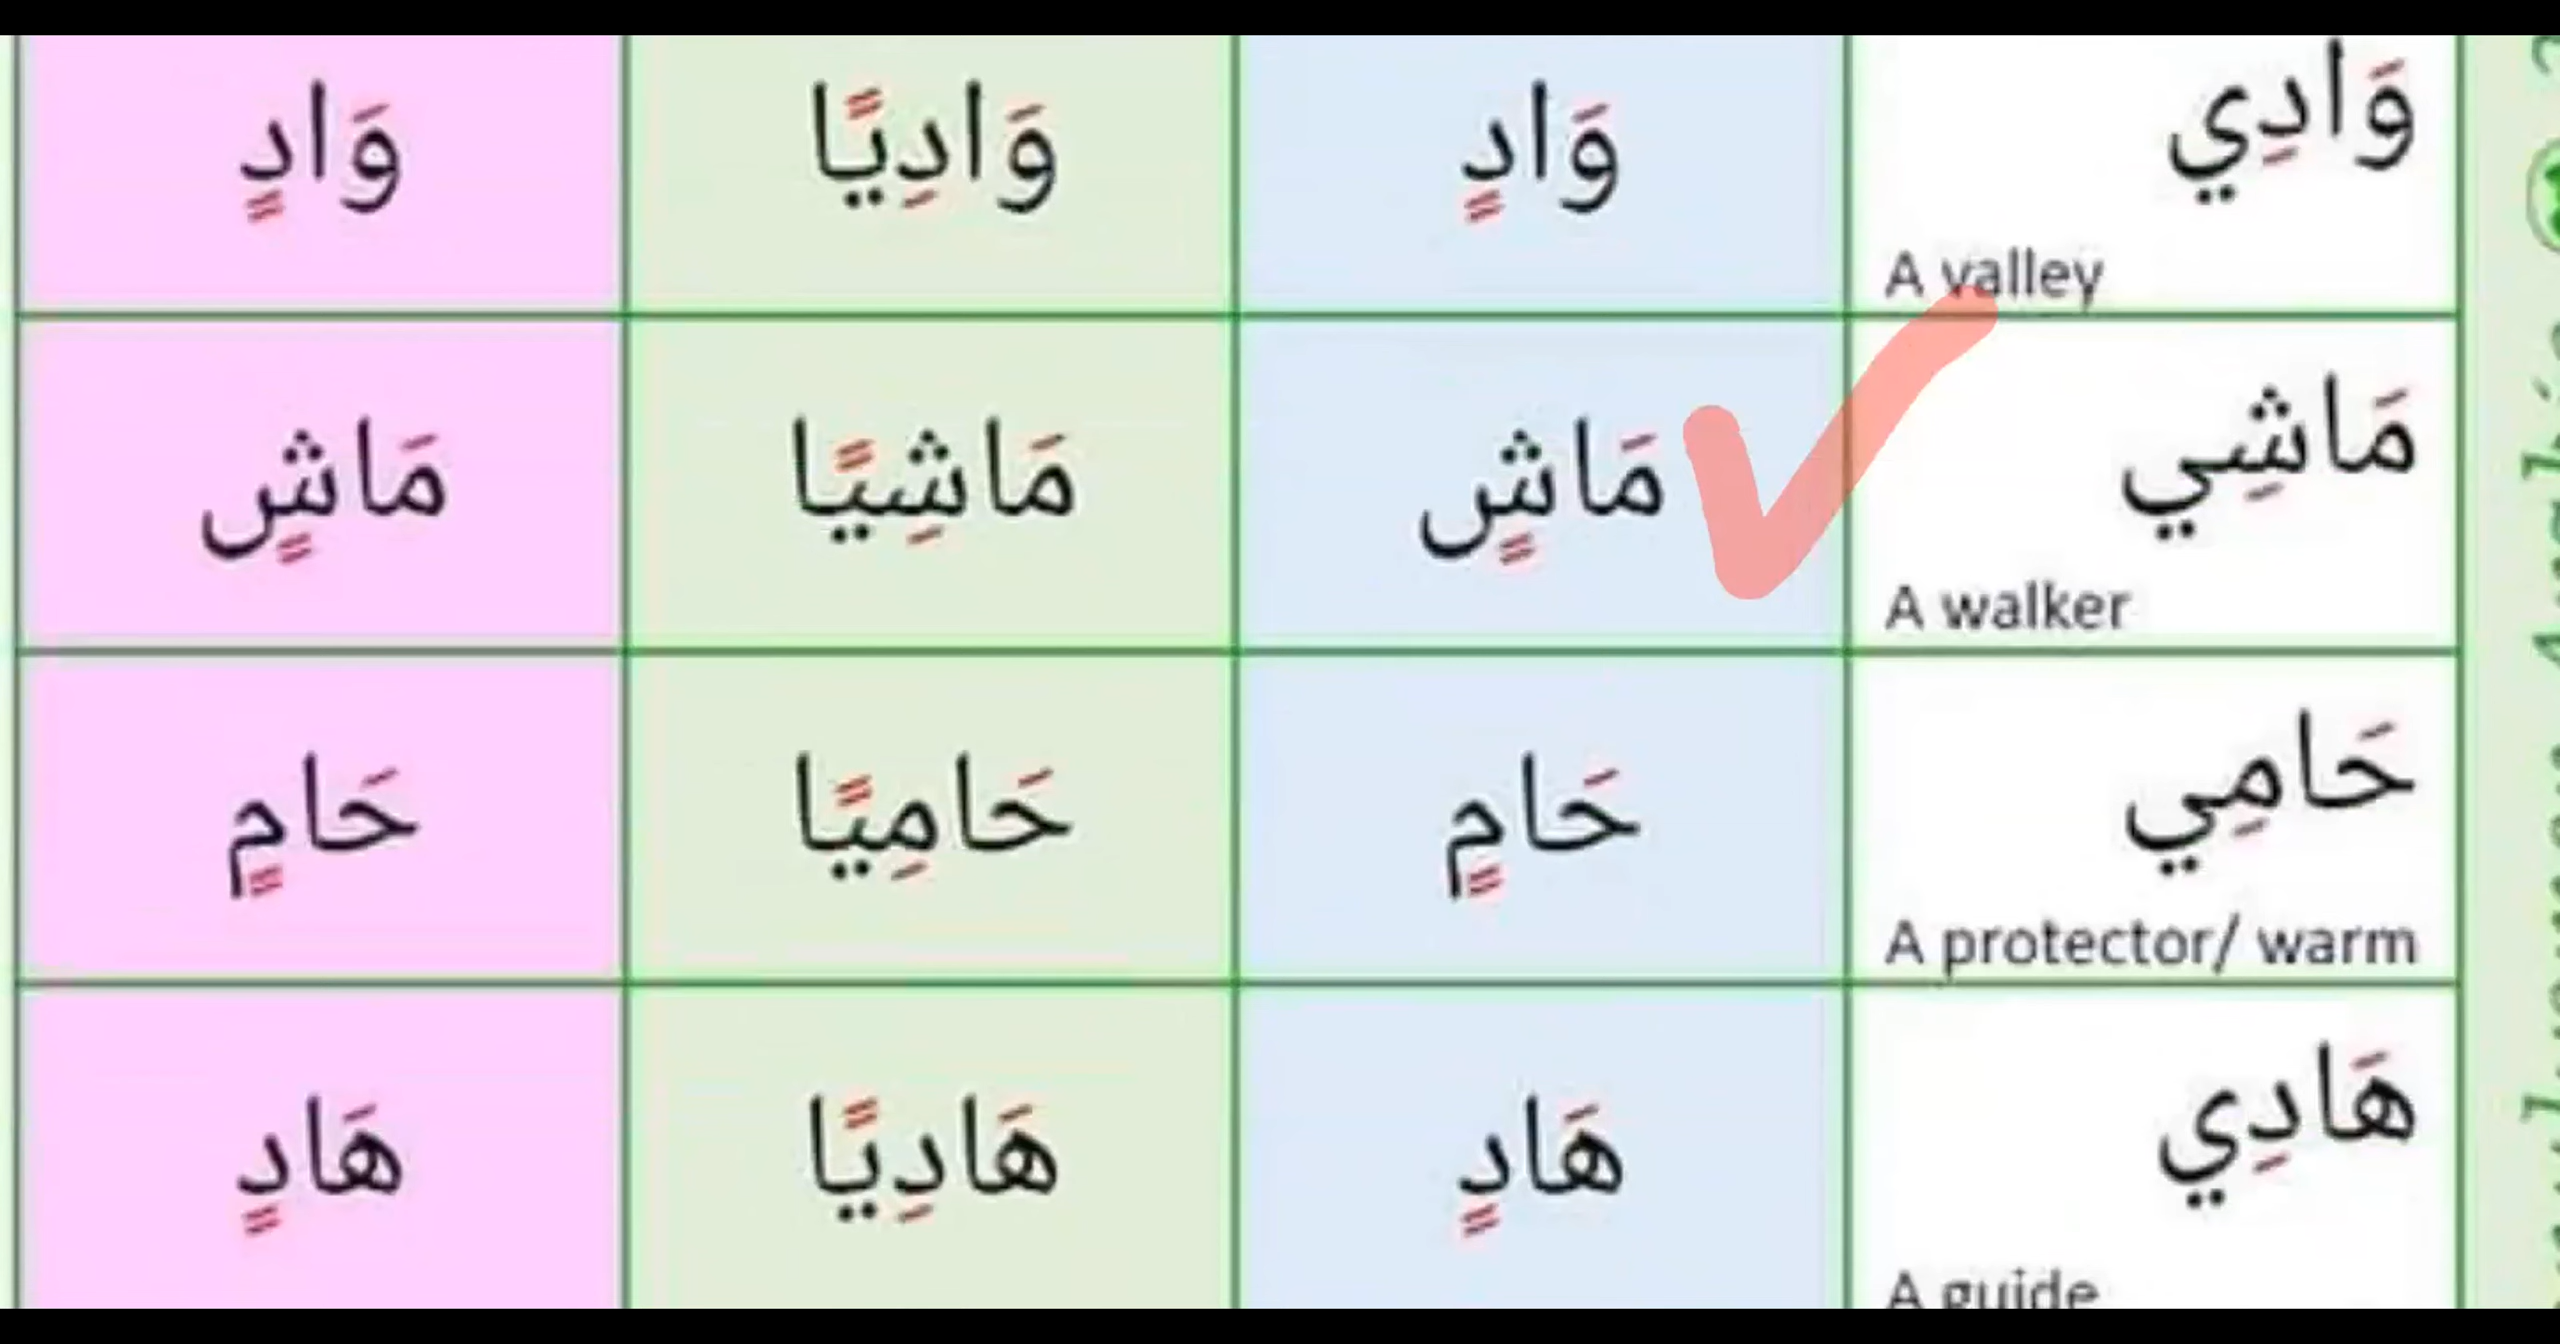 وَادِي وَادٍ وَادِيًا وَادٍ
A valley
مَاشِي مَاشٍ مَاشِيًا مَاشٍ
A walker
حَامِي حَامٍ حَامِيًا حَامٍ
A protector/ warm
هَادِي هَادٍ هَادِيًا هَادٍ
A guide